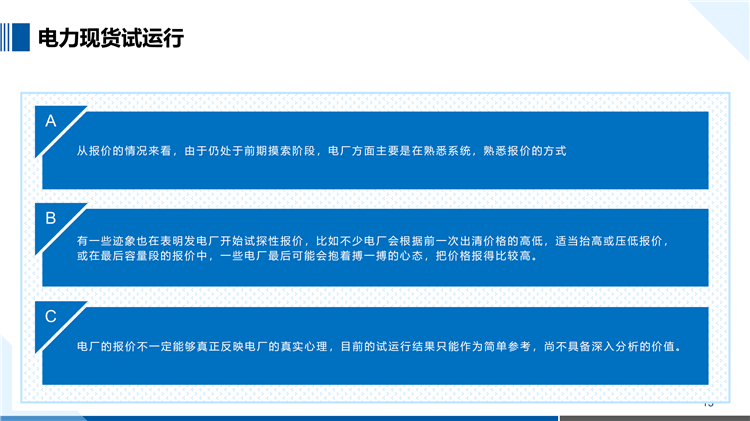 电力现货试运行
A
从报价的情况来看，由于仍处于前期摸索阶段，电厂方面主要是在熟悉系统，熟悉报价的方式
B
有一些迹象也在表明发电厂开始试探性报价，比如不少电厂会根据前一次出清价格的高低，适当抬高或压低报价，
或在最后容量段的报价中，一些电厂最后可能会抱着搏一搏的心态，把价格报得比较高。
C
电厂的报价不一定能够真正反映电厂的真实心理，目前的试运行结果只能作为简单参考，尚不具备深入分析的价值。